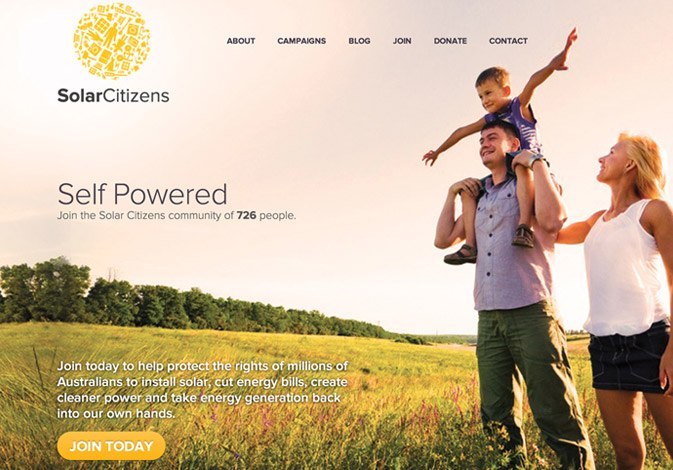 ABOUT CAMPAIGNS BLOG JOIN DONATE CONTACT
SolarCitizens
Self Powered
Join the Solar Citizens community of 726 people.
Join today to help protect the rights of millions of
Australians to install solar, cut energy bills, create
cleaner power and take energy generation back
into our own hands.
JOIN TODAY